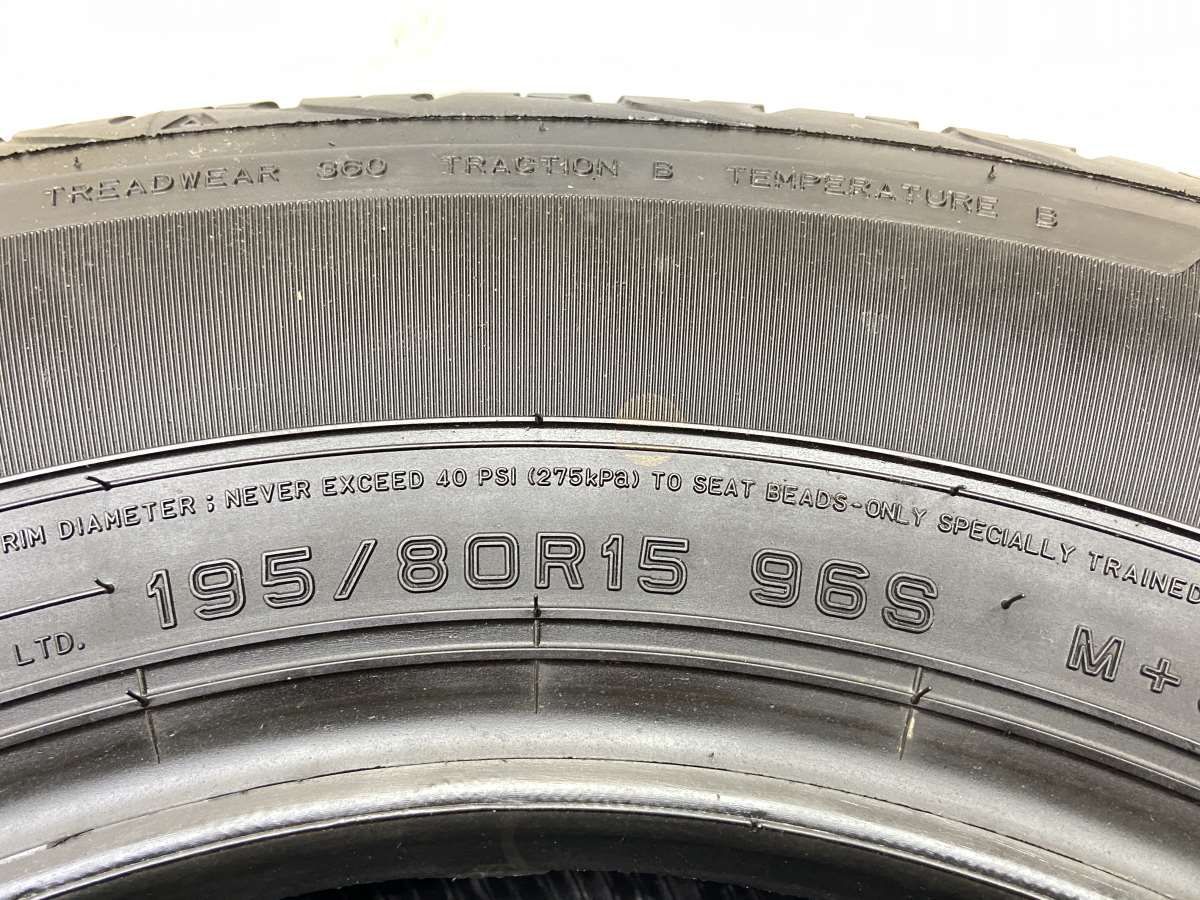 TREADWEAR 360 TRACTION B TEMPERATURE B
RIM DIAMETER ; NEVER EXCEED 40 PSI (275kPa) TO SEAT BEADS-ONLY SPECIALLY TRAINED
195/80R15 96S
LTD.
M+